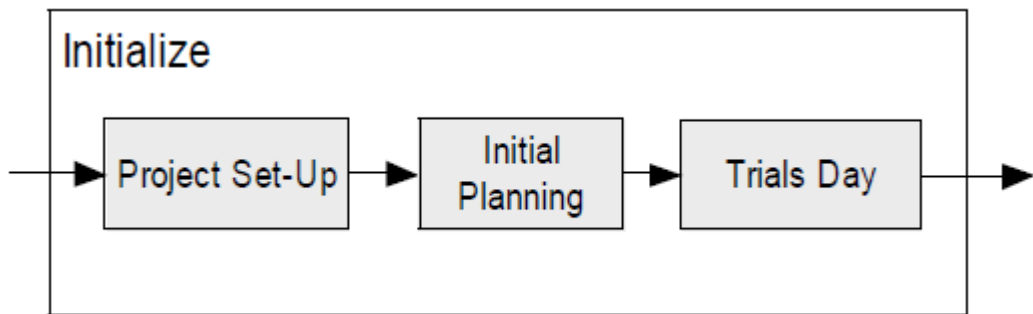 Initialize
Project Set-Up
Initial
Planning
Trials Day